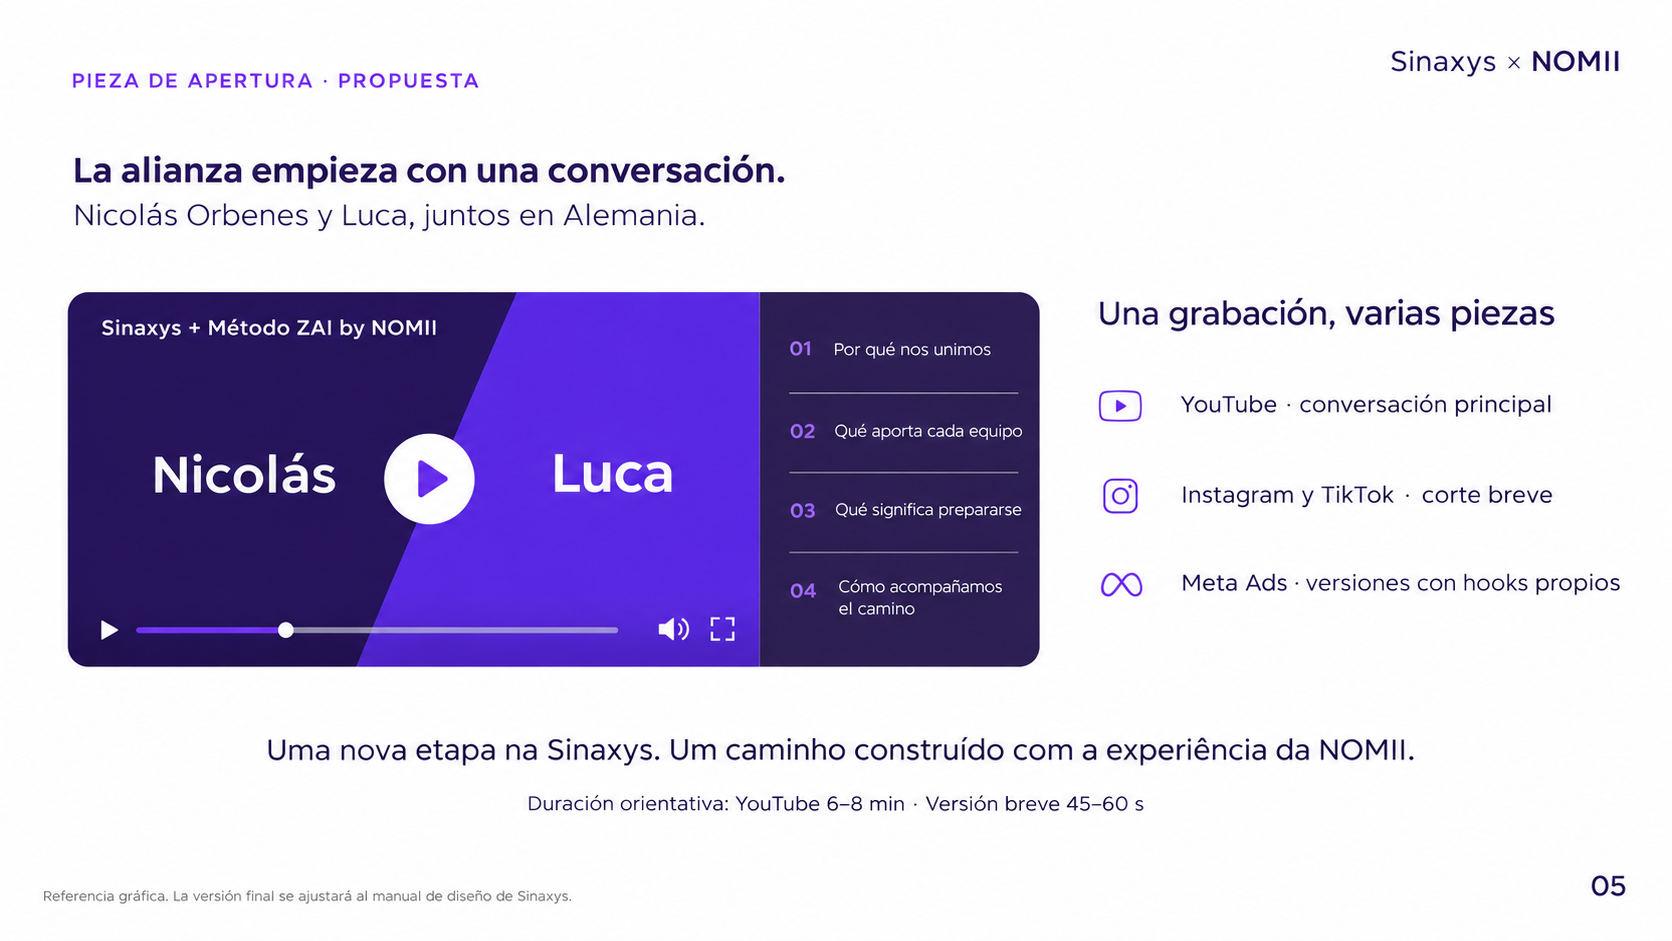 PIEZA DE APERTURA · PROPUESTA
Sinaxys × NOMII
La alianza empieza con una conversación.
Nicolás Orbenes y Luca, juntos en Alemania.
Sinaxys + Método ZAI by NOMII
Nicolás
Luca
01 Por qué nos unimos
02 Qué aporta cada equipo
03 Qué significa prepararse
04 Cómo acompañamos
el camino
Una grabación, varias piezas
YouTube · conversación principal
Instagram y TikTok · corte breve
Meta Ads · versiones con hooks propios
Uma nova etapa na Sinaxys. Um caminho construído com a experiência da NOMII.
Duración orientativa: YouTube 6–8 min · Versión breve 45–60 s
Referencia gráfica. La versión final se ajustará al manual de diseño de Sinaxys.
05